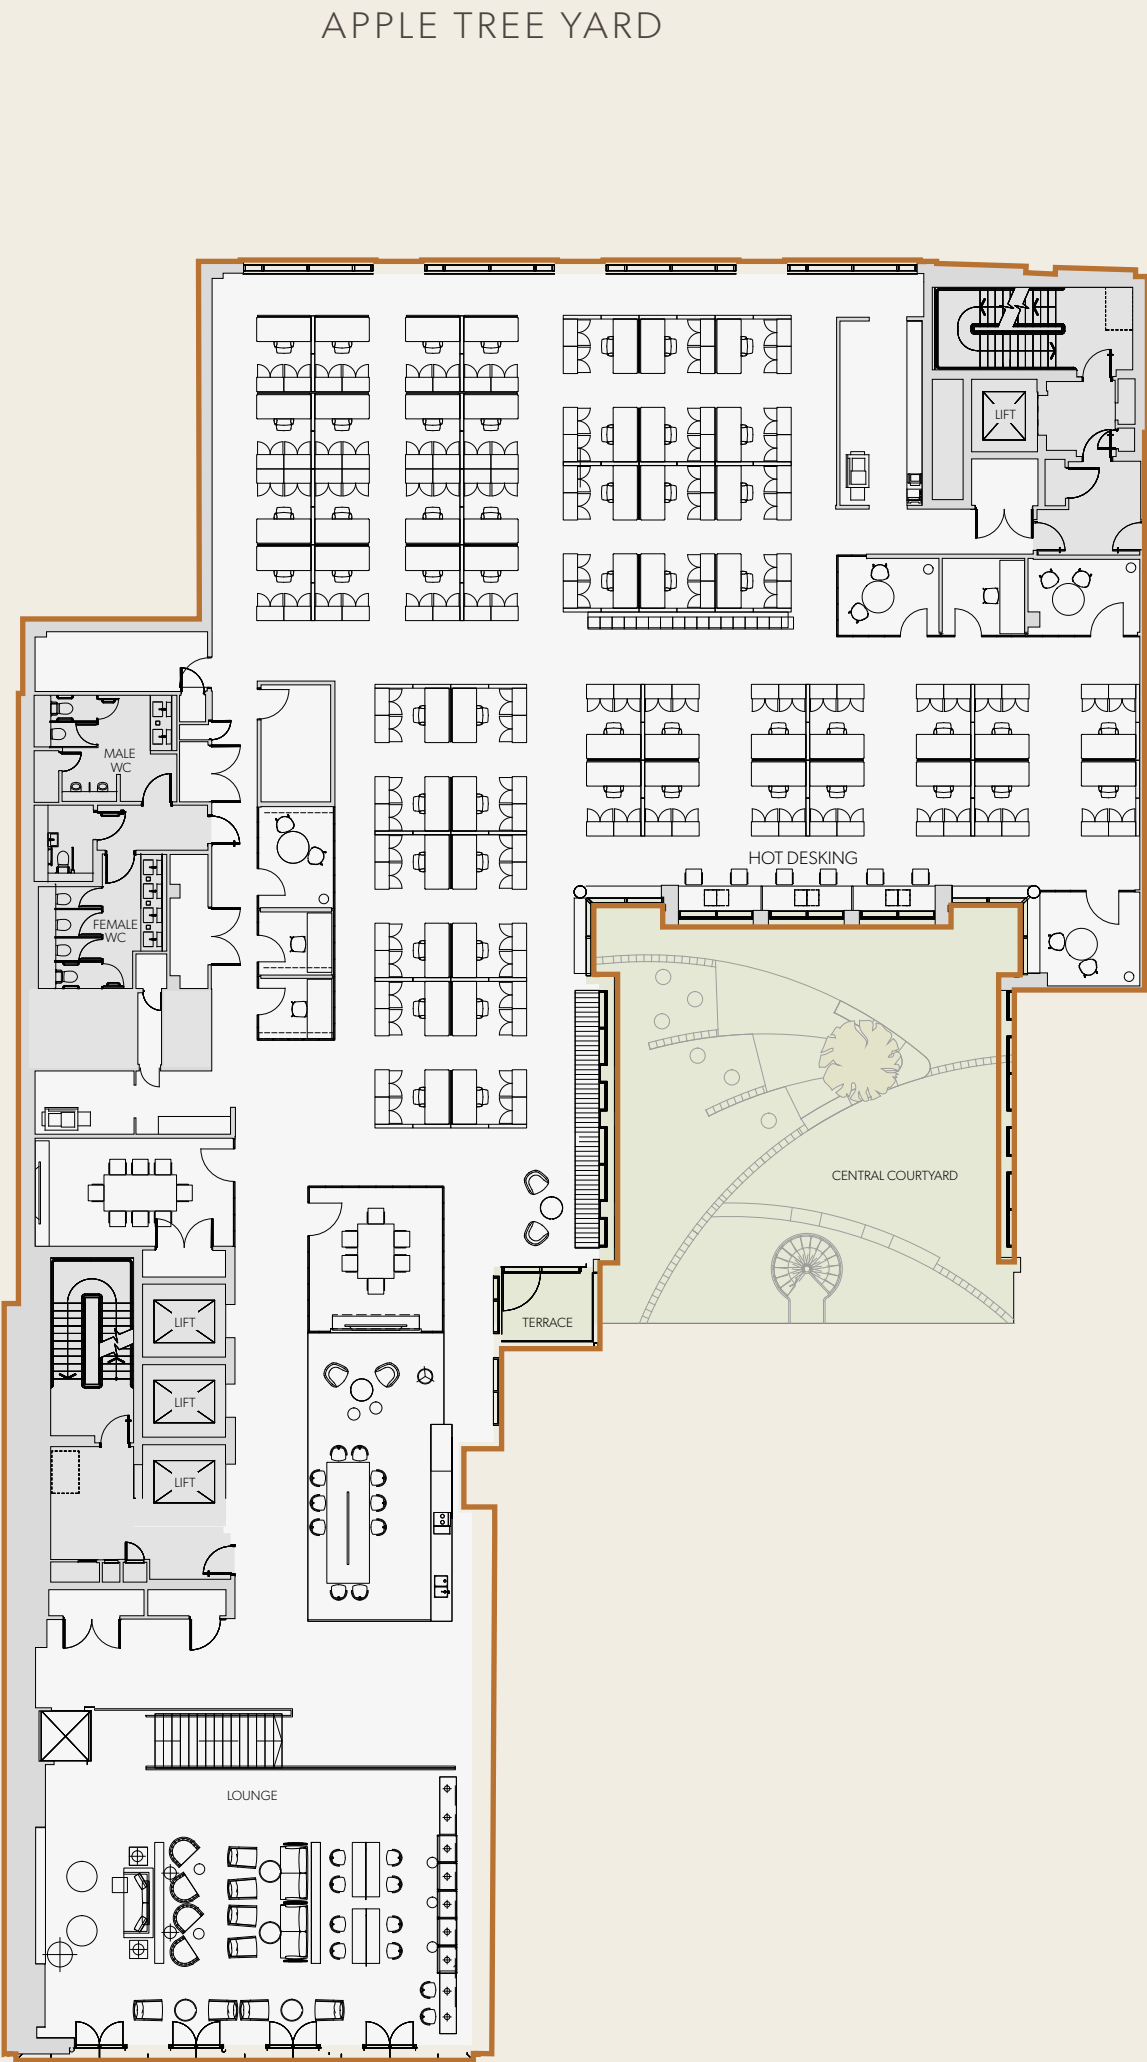 APPLE TREE YARD
LIFT
MALE
WC
HOT DESKING
FEMALE
WC
CENTRAL COURTYARD
TERRACE
LIFT
LIFT
LIFT
LOUNGE